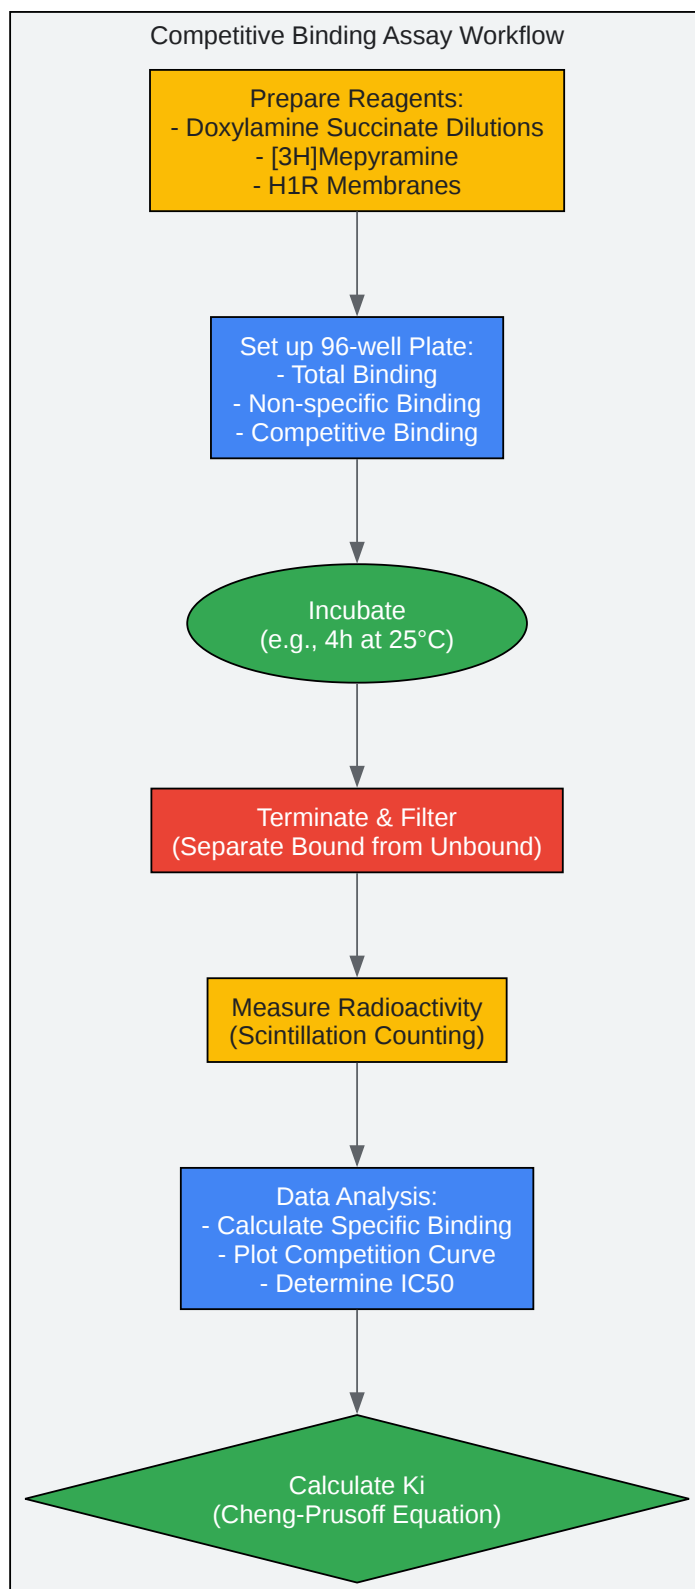 Competitive Binding Assay Workflow
Prepare Reagents:
- Doxylamine Succinate Dilutions
- [3H]Mepyramine
- H1R Membranes
Set up 96-well Plate:
- Total Binding
- Non-specific Binding
- Competitive Binding
Incubate
(e.g., 4h at 25°C)
Terminate & Filter
(Separate Bound from Unbound)
Measure Radioactivity
(Scintillation Counting)
Data Analysis:
- Calculate Specific Binding
- Plot Competition Curve
- Determine IC50
Calculate Ki
(Cheng-Prusoff Equation)